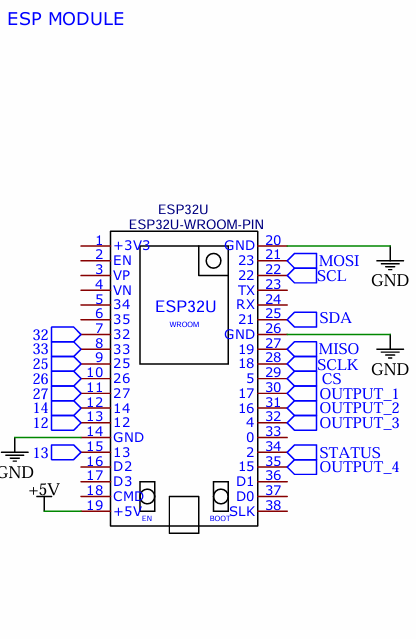 ESP MODULE
ESP32U
ESP32U-WROOM-PIN
1 +3V3 GND 20
2 EN 23 21 MOSI
3 VP 22 22 SCL
GND
4 VN TX 23
5 34 RX 24
6 35 21 25 SDA
ESP32U
WROOM
32 7 32 GND 26
33 8 33 19 27 MISO
25 9 25 18 28 SCLK
GND
26 10 26 5 29 CS
27 11 27 17 30 OUTPUT_1
14 12 14 16 31 OUTPUT_2
12 13 12 4 32 OUTPUT_3
14 GND 0 33
13 15 13 2 34 STATUS
16 D2 15 35 OUTPUT_4
GND
17 D3 D1 36
+5V
18 CMD D0 37
19 +5V SLK 38
EN BOOT